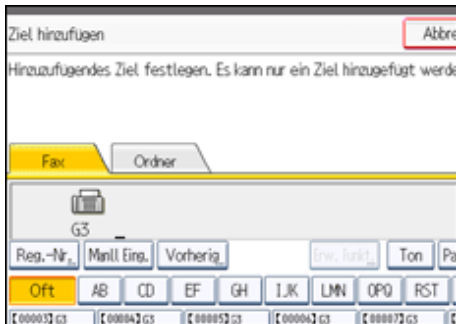 Ziel hinzufügen Abbre
Hinzuzufügendes Ziel festlegen. Es kann nur ein Ziel hinzugefügt werde
Fax Ordner
G3 _
Reg.-Nr. Manll Eing. Vorherig. Erw. Funkt. Ton Pa
Oft AB CD EF GH IJK LMN OPQ RST
[00003]G3 [00004]G3 [00005]G3 [00006]G3 [00007]G3